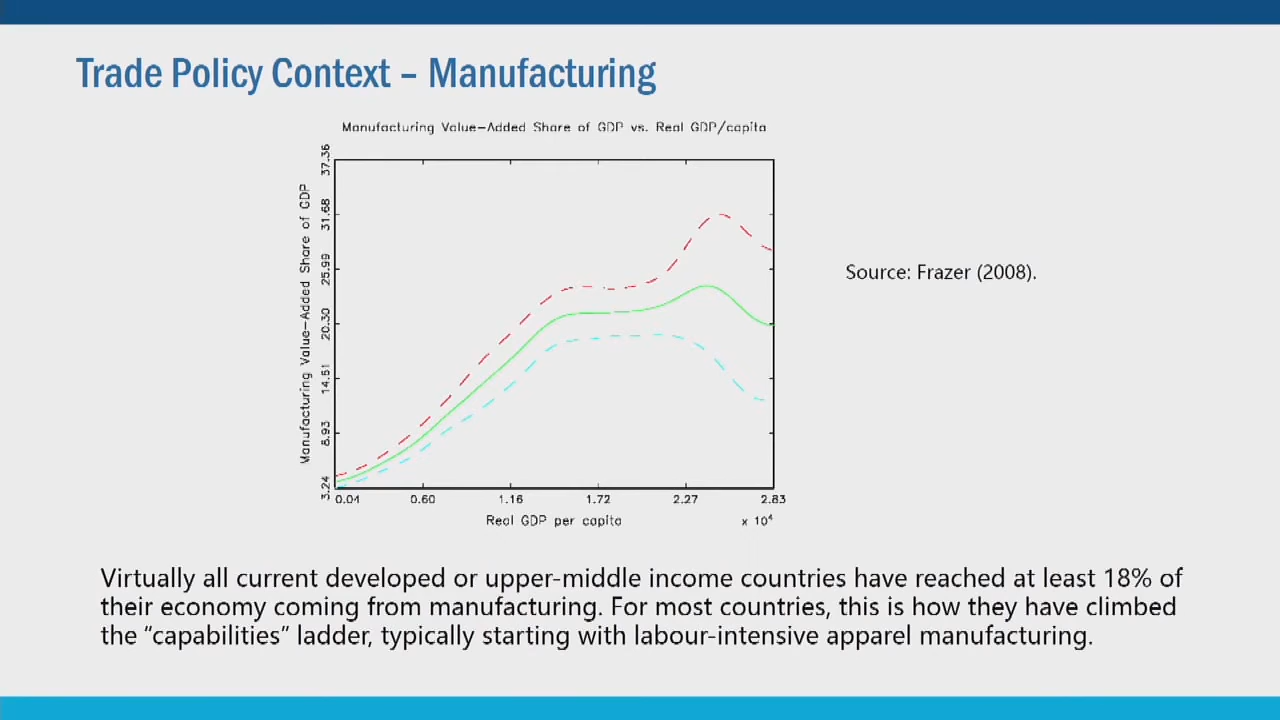 Trade Policy Context – Manufacturing
Manufacturing Value-Added Share of GDP vs. Real GDP/capita
Manufacturing Value-Added Share of GDP
37.36
31.68
25.99
20.30
14.61
8.93
3.24
0.04 0.60 1.16 1.72 2.27 2.83
Real GDP per capita
x 10⁴
Source: Frazer (2008).
Virtually all current developed or upper-middle income countries have reached at least 18% of
their economy coming from manufacturing. For most countries, this is how they have climbed
the “capabilities” ladder, typically starting with labour-intensive apparel manufacturing.